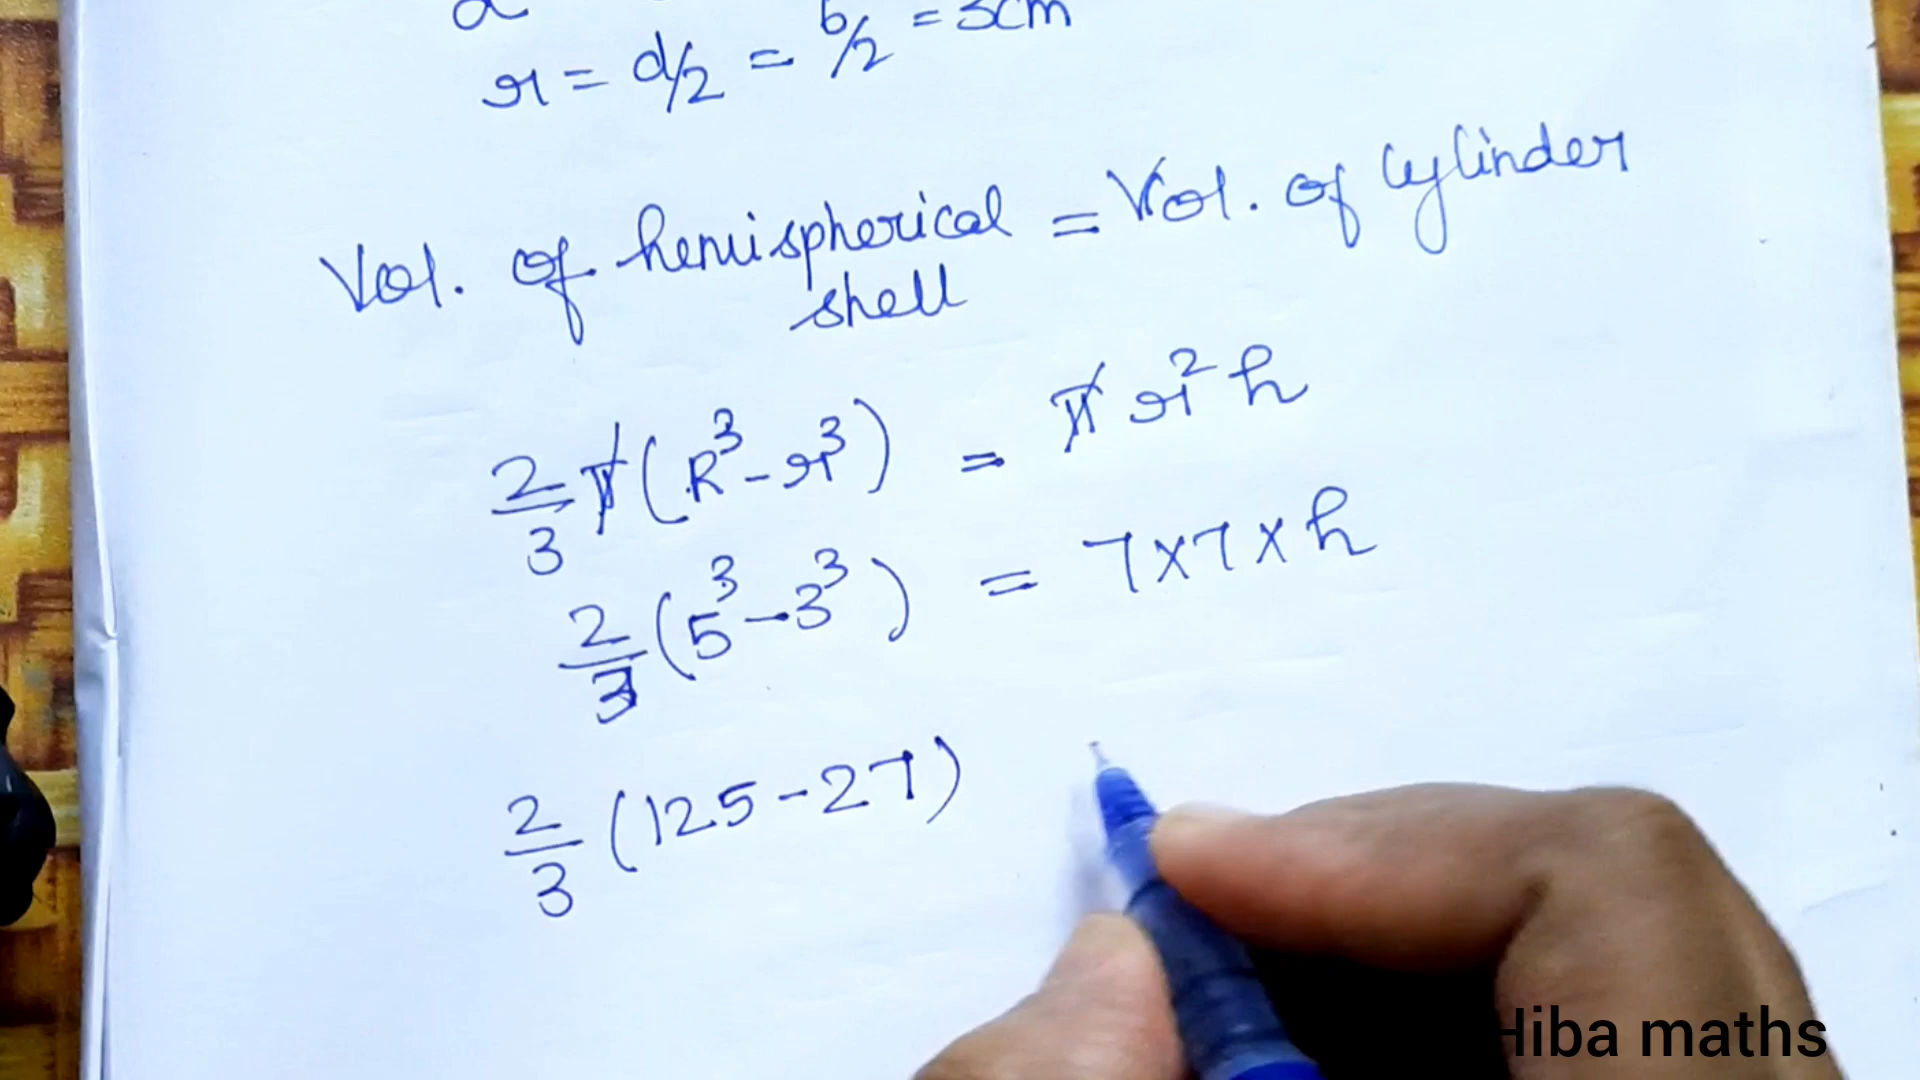 r = d/2 = 6/2 = 3cm
Vol. of hemispherical = Vol. of cylinder
shell
2/3 π(R³-r³) = πr²h
2/3 (5³-3³) = 7×7×h
2/3 (125-27)
Hiba maths